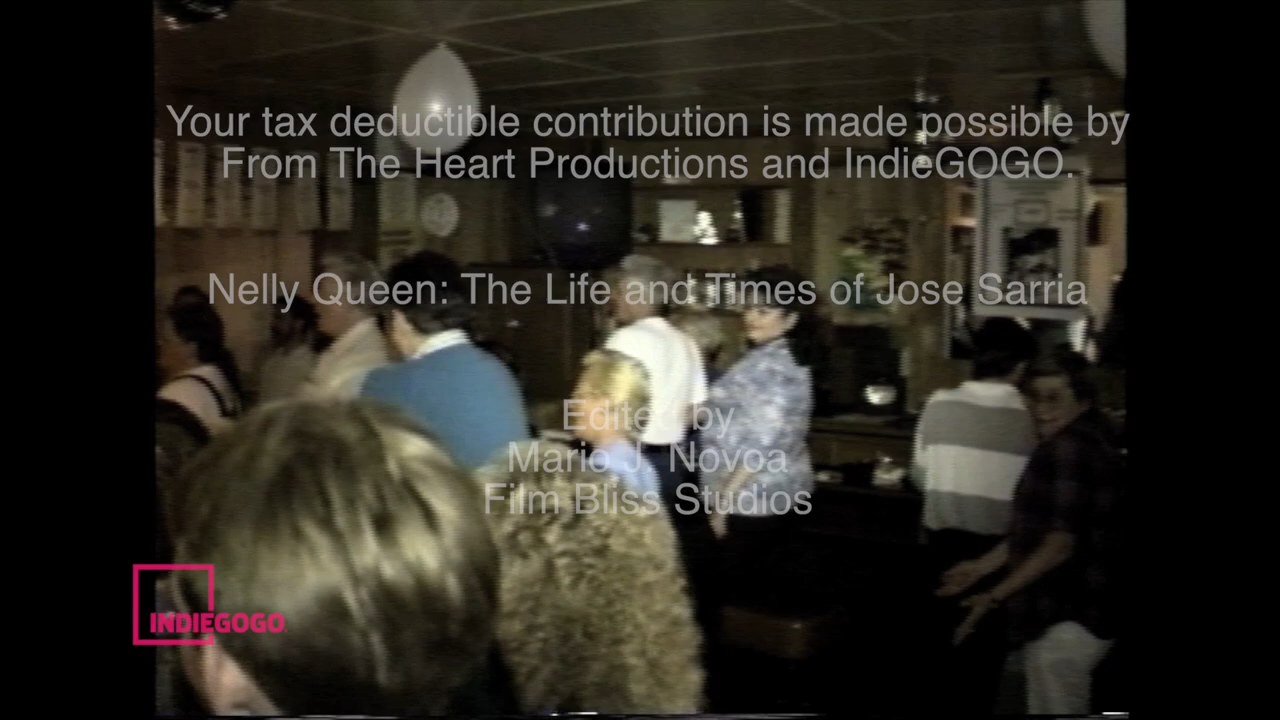 Your tax deductible contribution is made possible by
From The Heart Productions and IndieGOGO.
Nelly Queen: The Life and Times of Jose Sarria
Edited by
Mario J. Novoa
Film Bliss Studios
INDIEGOGO